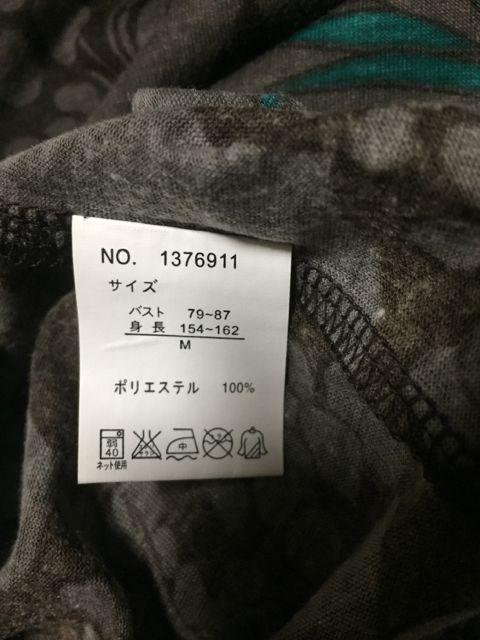 NO. 1376911
サイズ
バスト 79~87
身長 154~162
M
ポリエステル 100%
弱
40
中
ネット使用